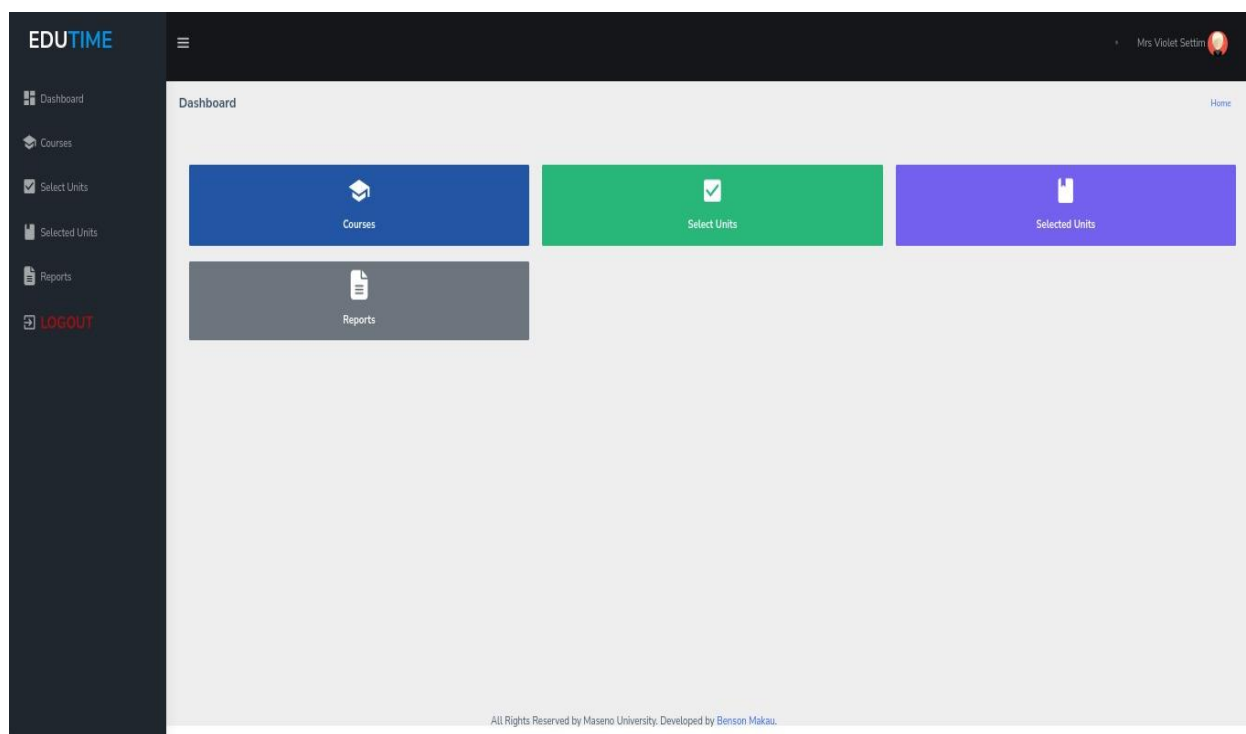 EDUTIME
Mrs Violet Settim
Dashboard
Courses
Select Units
Selected Units
Reports
LOGOUT
Dashboard
Home
Courses
Select Units
Selected Units
Reports
All Rights Reserved by Maseno University. Developed by Benson Makau.